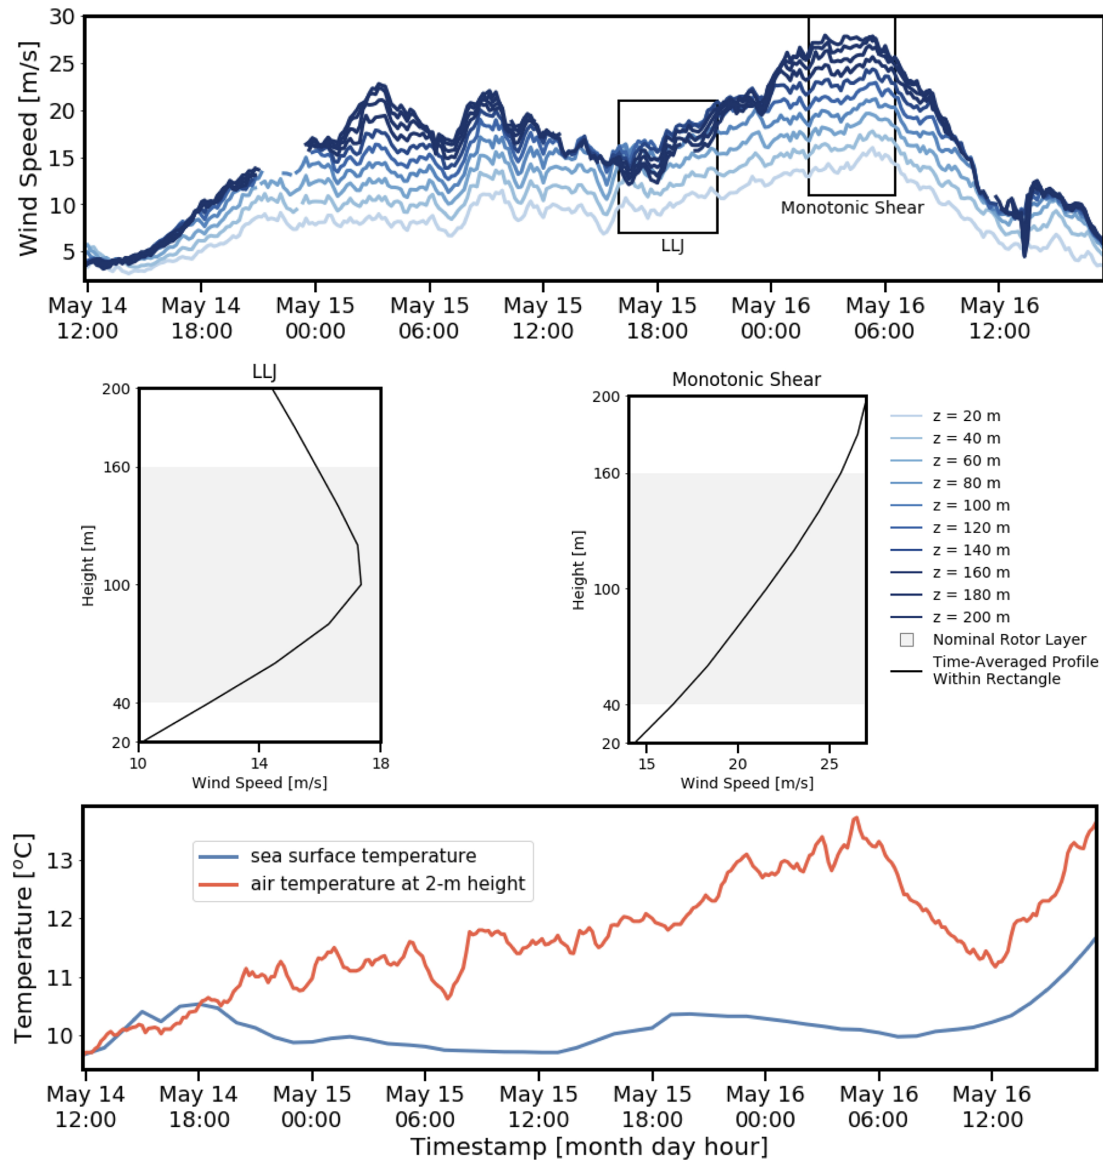 30
25
20
15
10
5
Wind Speed [m/s]
LLJ
Monotonic Shear
May 14 May 14 May 15 May 15 May 15 May 15 May 16 May 16 May 16
12:00 18:00 00:00 06:00 12:00 18:00 00:00 06:00 12:00
LLJ
200
160
100
40
20
Height [m]
10 14 18
Wind Speed [m/s]
Monotonic Shear
200
160
100
40
20
Height [m]
15 20 25
Wind Speed [m/s]
z = 20 m
z = 40 m
z = 60 m
z = 80 m
z = 100 m
z = 120 m
z = 140 m
z = 160 m
z = 180 m
z = 200 m
Nominal Rotor Layer
Time-Averaged Profile
Within Rectangle
Temperature [°C]
13
12
11
10
sea surface temperature
air temperature at 2-m height
May 14 May 14 May 15 May 15 May 15 May 15 May 16 May 16 May 16
12:00 18:00 00:00 06:00 12:00 18:00 00:00 06:00 12:00
Timestamp [month day hour]